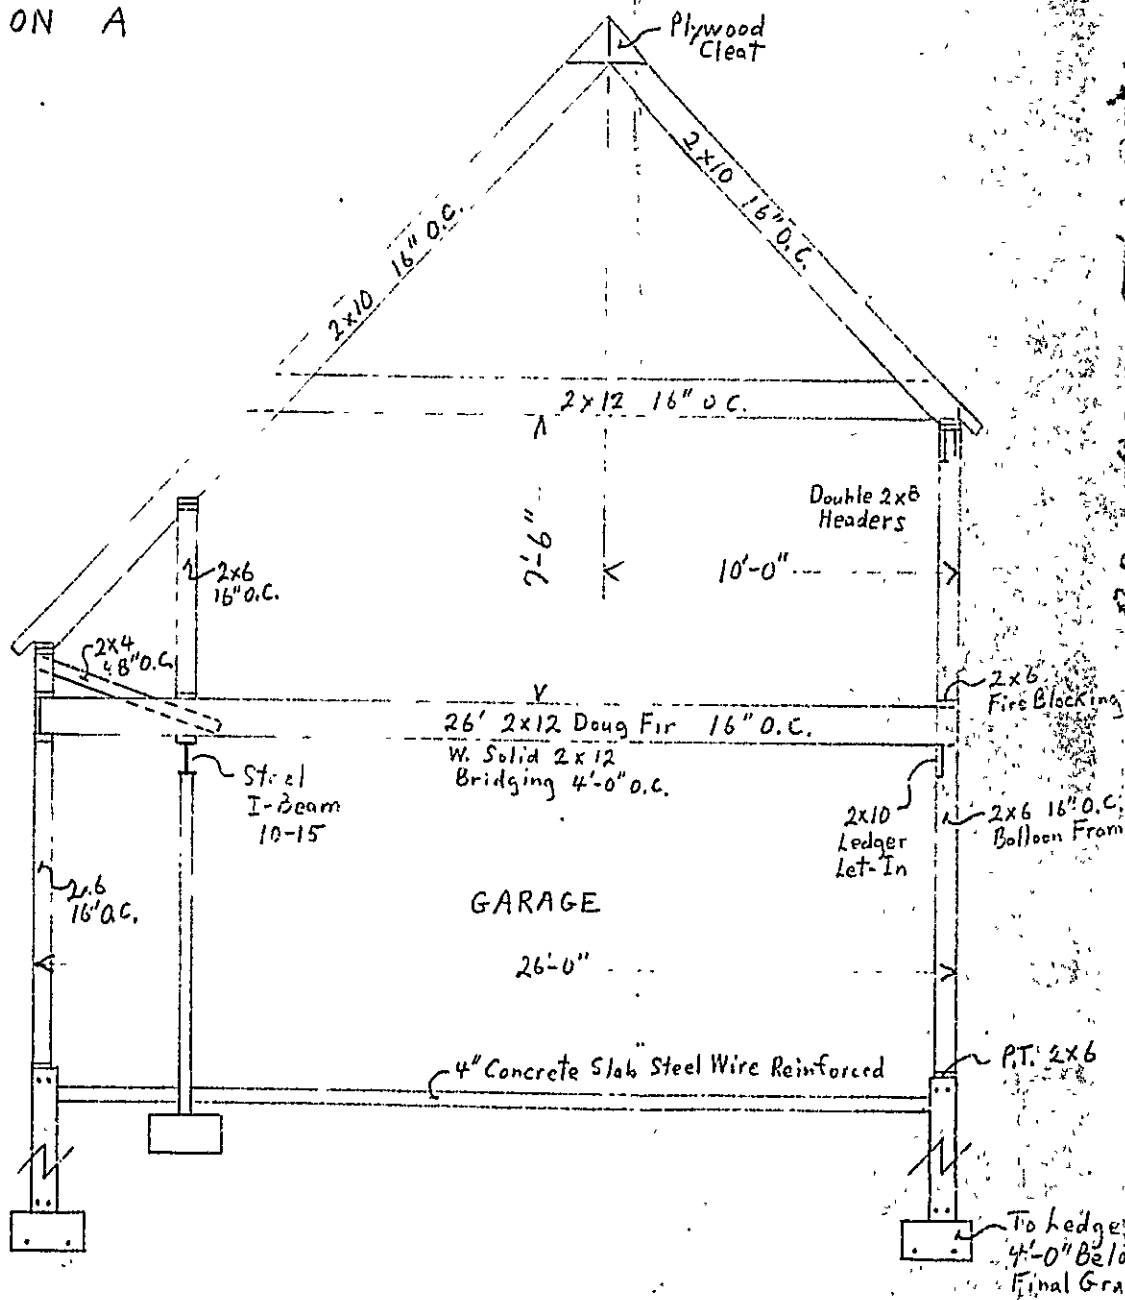 ON A
Plywood
Cleat
2x10 16" O.C.
2x10 16" O.C.
2x12 16" O.C.
Double 2x8
Headers
7'-6"
10'-0"
2x6
16" O.C.
2x4
48" O.C.
2x6
Fire Blocking
26' 2x12 Doug Fir 16" O.C.
W. Solid 2x12
Bridging 4'-0" O.C.
Steel
I-Beam
10-15
2x10
Ledger
Let-In
2x6 16" O.C.
Balloon Fram
2x6
16" O.C.
GARAGE
26'-0"
4" Concrete Slab Steel Wire Reinforced
P.T. 2x6
To Ledge
4'-0" Belo
Final Gra